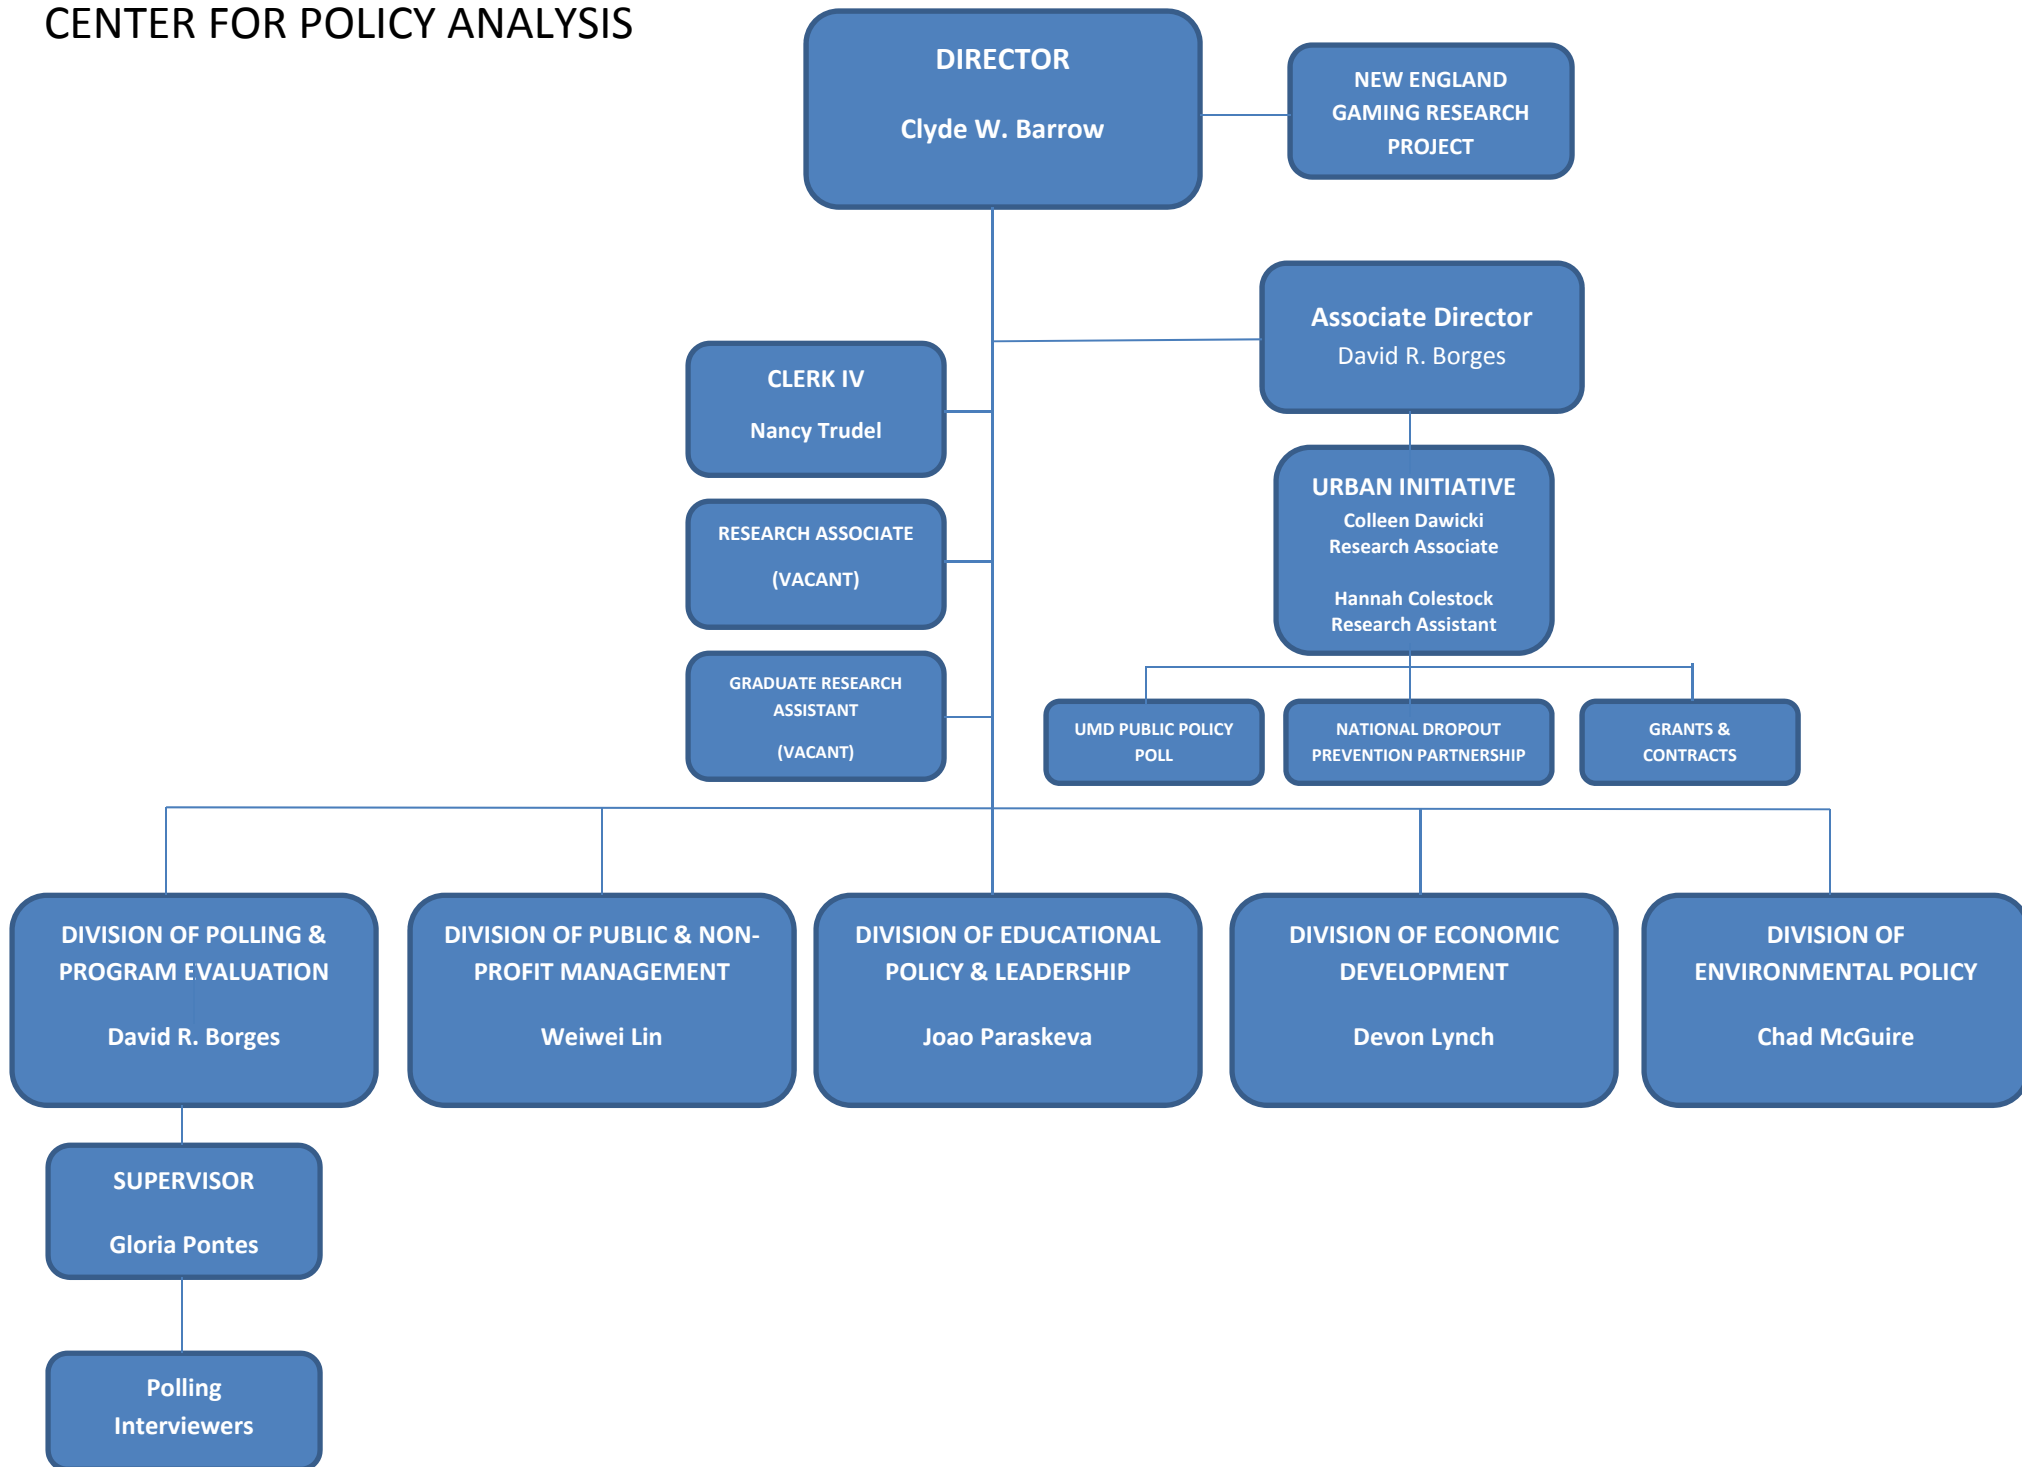 CENTER FOR POLICY ANALYSIS
DIRECTOR
Clyde W. Barrow
NEW ENGLAND
GAMING RESEARCH
PROJECT
Associate Director
David R. Borges
CLERK IV
Nancy Trudel
URBAN INITIATIVE
Colleen Dawicki
Research Associate
Hannah Colestock
Research Assistant
RESEARCH ASSOCIATE
(VACANT)
GRADUATE RESEARCH
ASSISTANT
(VACANT)
UMD PUBLIC POLICY
POLL
NATIONAL DROPOUT
PREVENTION PARTNERSHIP
GRANTS &
CONTRACTS
DIVISION OF POLLING &
PROGRAM EVALUATION
David R. Borges
DIVISION OF PUBLIC & NON-
PROFIT MANAGEMENT
Weiwei Lin
DIVISION OF EDUCATIONAL
POLICY & LEADERSHIP
Joao Paraskeva
DIVISION OF ECONOMIC
DEVELOPMENT
Devon Lynch
DIVISION OF
ENVIRONMENTAL POLICY
Chad McGuire
SUPERVISOR
Gloria Pontes
Polling
Interviewers